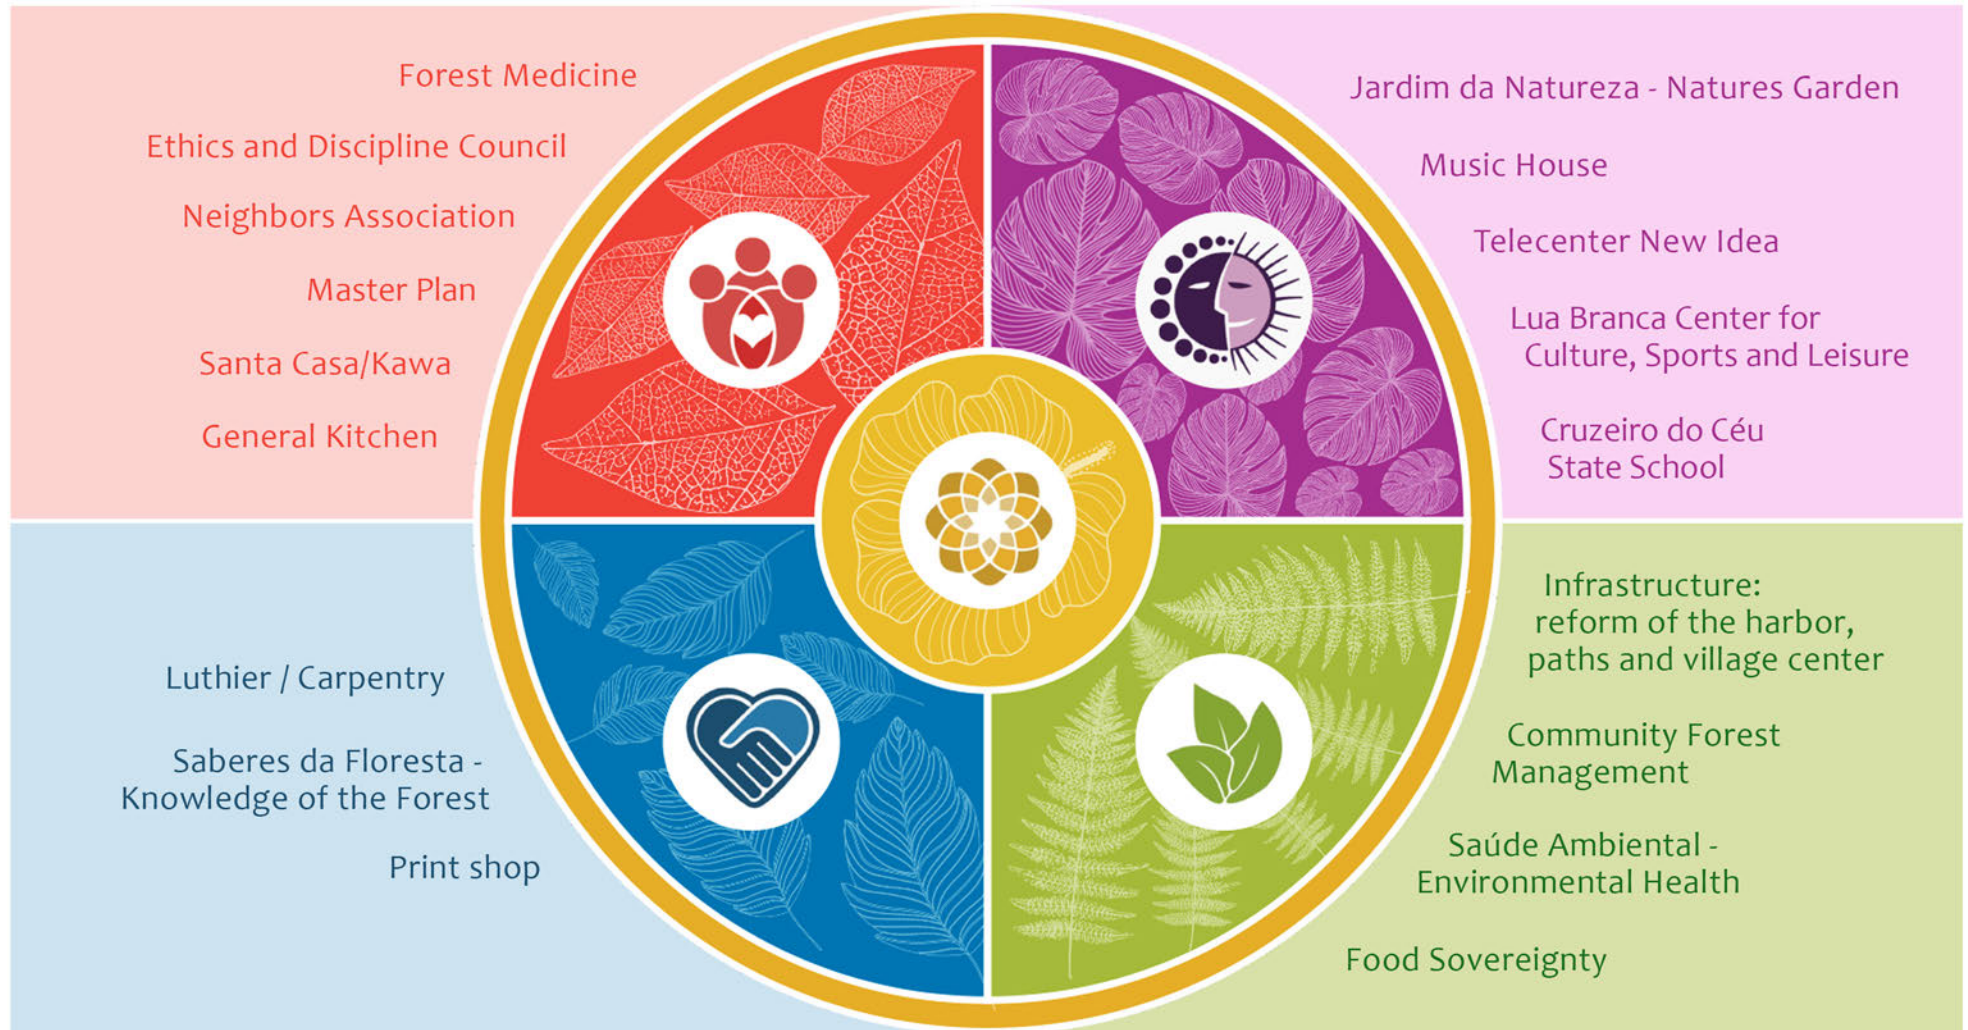 Forest Medicine
Ethics and Discipline Council
Neighbors Association
Master Plan
Santa Casa/Kawa
General Kitchen
Jardim da Natureza - Natures Garden
Music House
Telecenter New Idea
Lua Branca Center for
Culture, Sports and Leisure
Cruzeiro do Céu
State School
Luthier / Carpentry
Saberes da Floresta -
Knowledge of the Forest
Print shop
Infrastructure:
reform of the harbor,
paths and village center
Community Forest
Management
Saúde Ambiental -
Environmental Health
Food Sovereignty